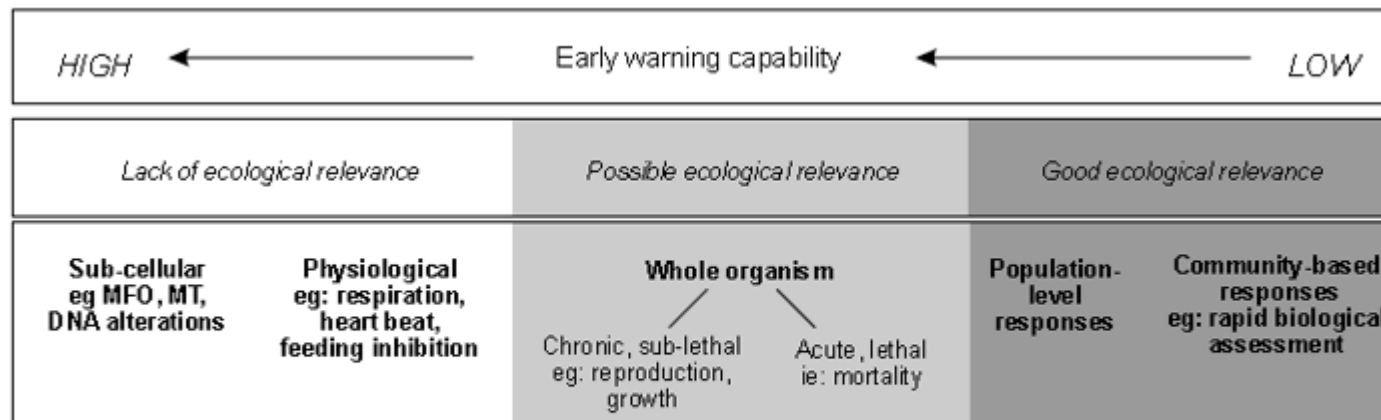 HIGH Early warning capability LOW
Lack of ecological relevance Possible ecological relevance Good ecological relevance
Sub-cellular
eg MFO, MT,
DNA alterations
Physiological
eg: respiration,
heart beat,
feeding inhibition
Whole organism
Chronic, sub-lethal
eg: reproduction,
growth
Acute, lethal
ie: mortality
Population-
level
responses
Community-based
responses
eg: rapid biological
assessment